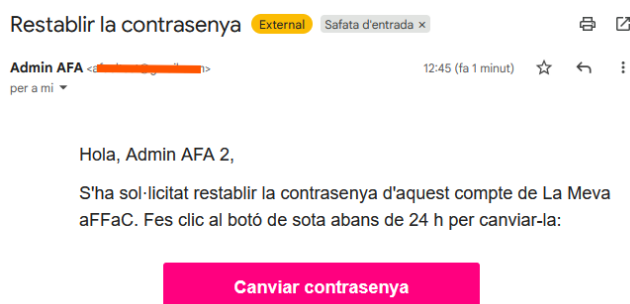 Restablir la contrasenya External Safata d'entrada ×
Admin AFA 12:45 (fa 1 minut)
per a mi
Hola, Admin AFA 2,
S'ha sol·licitat restablir la contrasenya d'aquest compte de La Meva
aFFaC. Fes clic al botó de sota abans de 24 h per canviar-la:
Canviar contrasenya